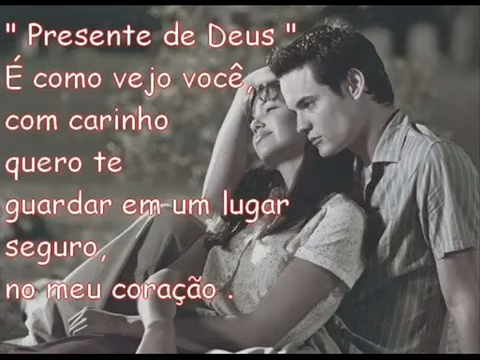 " Presente de Deus "
É como vejo você,
com carinho
quero te
guardar em um lugar
seguro,
no meu coração .